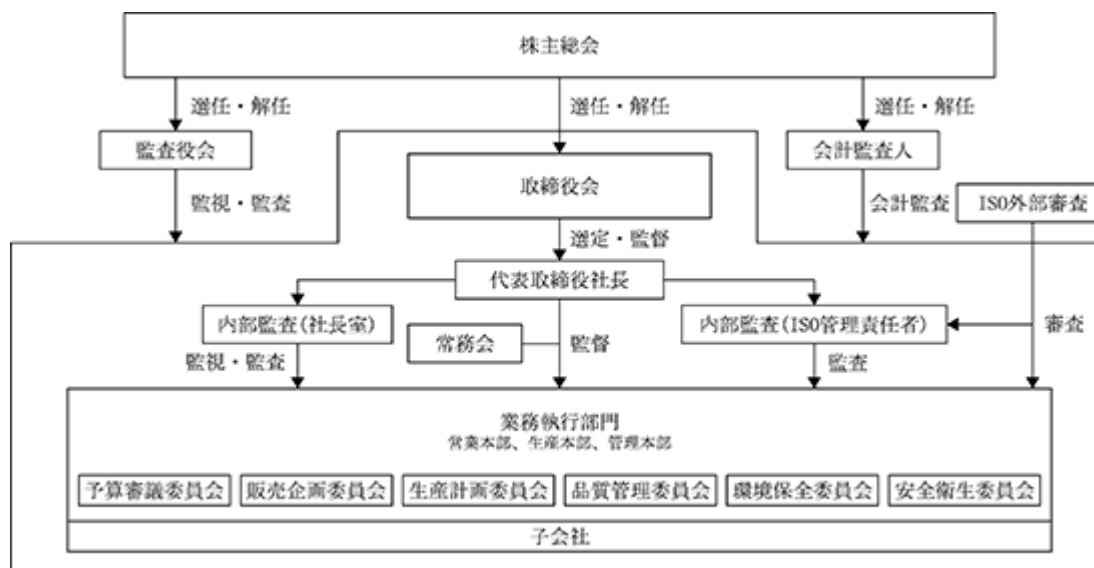 株主総会
選任・解任
選任・解任
選任・解任
監査役会
会計監査人
取締役会
監視・監査
会計監査
ISO外部審査
選定・監督
代表取締役社長
内部監査(社長室)
内部監査(ISO管理責任者)
審査
常務会
監督
監視・監査
監査
業務執行部門
営業本部、生産本部、管理本部
予算審議委員会
販売企画委員会
生産計画委員会
品質管理委員会
環境保全委員会
安全衛生委員会
子会社